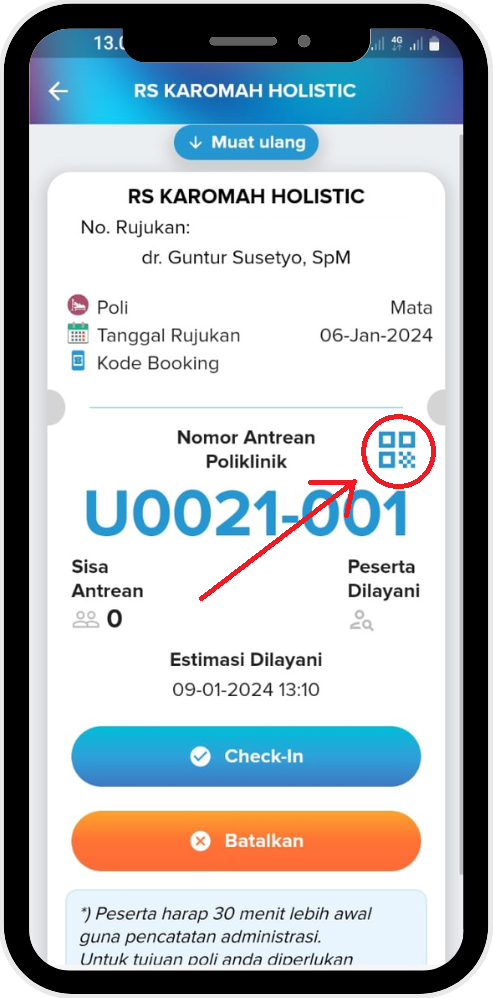 13.0
4G
RS KAROMAH HOLISTIC
Muat ulang
RS KAROMAH HOLISTIC
No. Rujukan:
dr. Guntur Susetyo, SpM
Poli Mata
Tanggal Rujukan 06-Jan-2024
Kode Booking
Nomor Antrean
Poliklinik
U0021-001
Sisa Antrean
0
Peserta Dilayani
Estimasi Dilayani
09-01-2024 13:10
Check-In
Batalkan
*) Peserta harap 30 menit lebih awal
guna pencatatan administrasi.
Untuk tujuan poli anda diperlukan